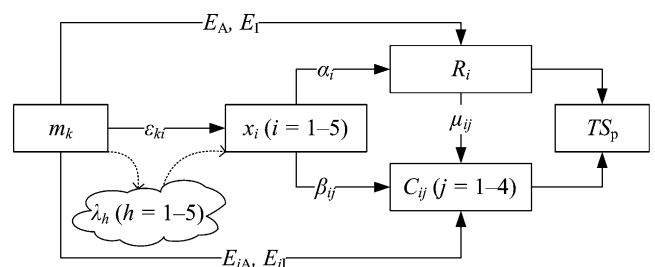 E_A, E_I
α_i
R_i
m_k
ε_ki
x_i (i = 1–5)
μ_ij
TS_p
λ_h (h = 1–5)
β_ij
C_ij (j = 1–4)
E_iA, E_iI